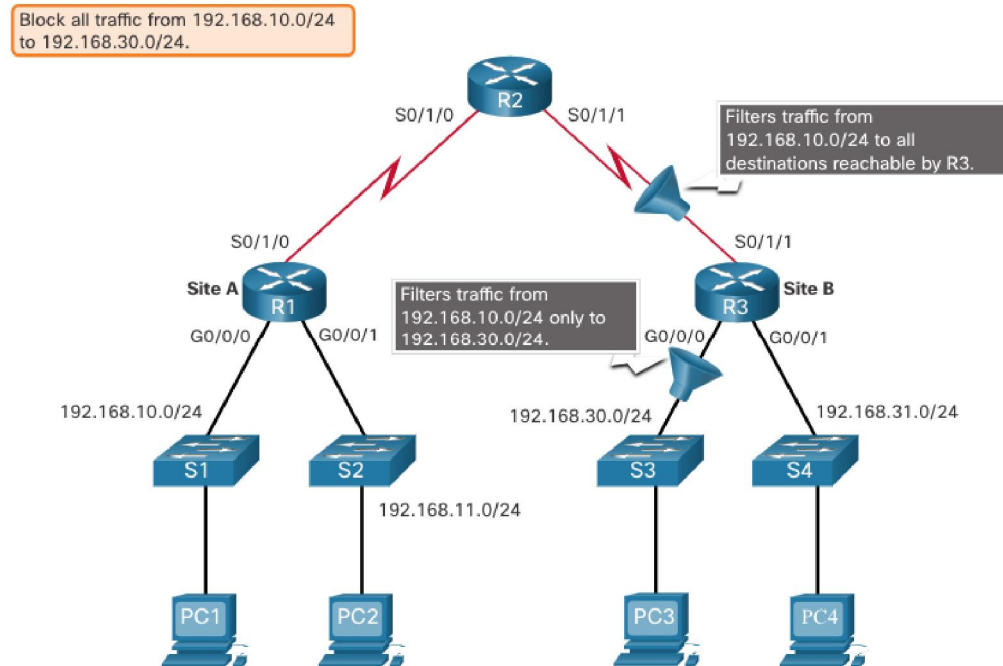 Block all traffic from 192.168.10.0/24
to 192.168.30.0/24.
R2
S0/1/0
S0/1/1
Filters traffic from
192.168.10.0/24 to all
destinations reachable by R3.
S0/1/0
S0/1/1
Site A
R1
Filters traffic from
192.168.10.0/24 only to
192.168.30.0/24.
R3
Site B
G0/0/0
G0/0/1
G0/0/0
G0/0/1
192.168.10.0/24
192.168.30.0/24
192.168.31.0/24
S1
S2
S3
S4
192.168.11.0/24
PC1
PC2
PC3
PC4